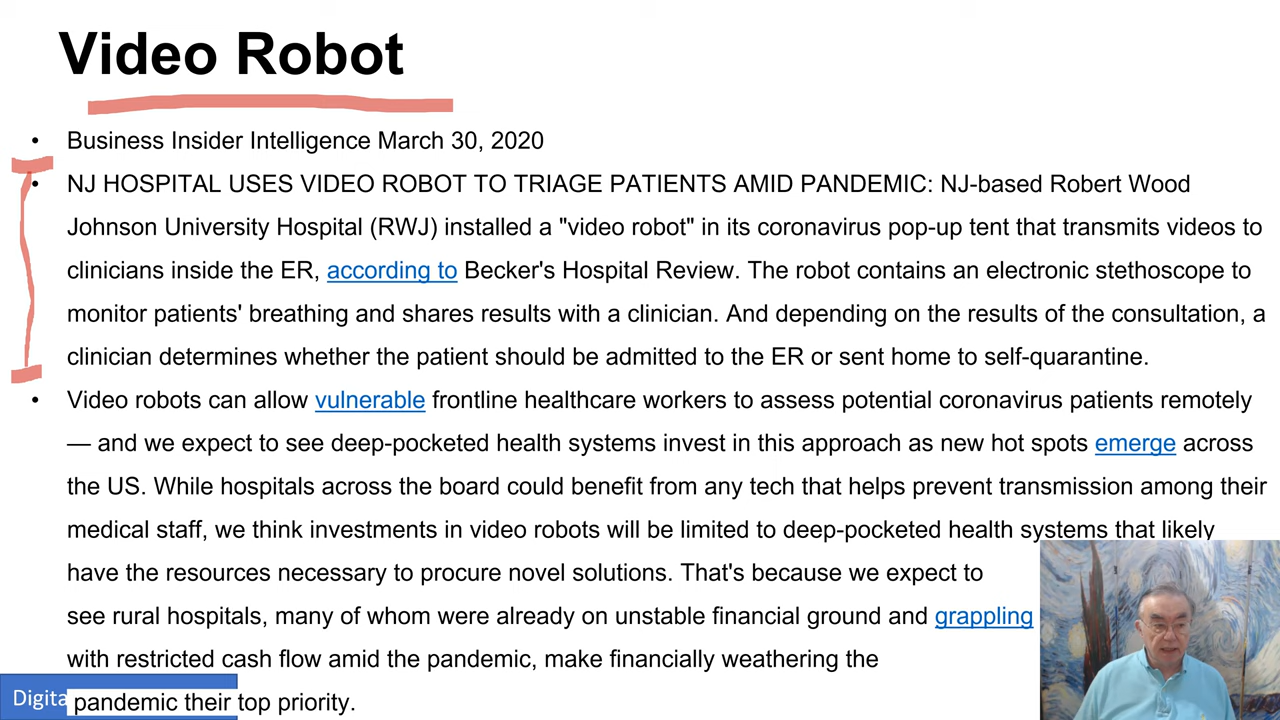 Video Robot
• Business Insider Intelligence March 30, 2020
• NJ HOSPITAL USES VIDEO ROBOT TO TRIAGE PATIENTS AMID PANDEMIC: NJ-based Robert Wood
Johnson University Hospital (RWJ) installed a "video robot" in its coronavirus pop-up tent that transmits videos to
clinicians inside the ER, according to Becker's Hospital Review. The robot contains an electronic stethoscope to
monitor patients' breathing and shares results with a clinician. And depending on the results of the consultation, a
clinician determines whether the patient should be admitted to the ER or sent home to self-quarantine.
• Video robots can allow vulnerable frontline healthcare workers to assess potential coronavirus patients remotely
— and we expect to see deep-pocketed health systems invest in this approach as new hot spots emerge across
the US. While hospitals across the board could benefit from any tech that helps prevent transmission among their
medical staff, we think investments in video robots will be limited to deep-pocketed health systems that likely
have the resources necessary to procure novel solutions. That's because we expect to
see rural hospitals, many of whom were already on unstable financial ground and grappling
with restricted cash flow amid the pandemic, make financially weathering the
pandemic their top priority.
Digita